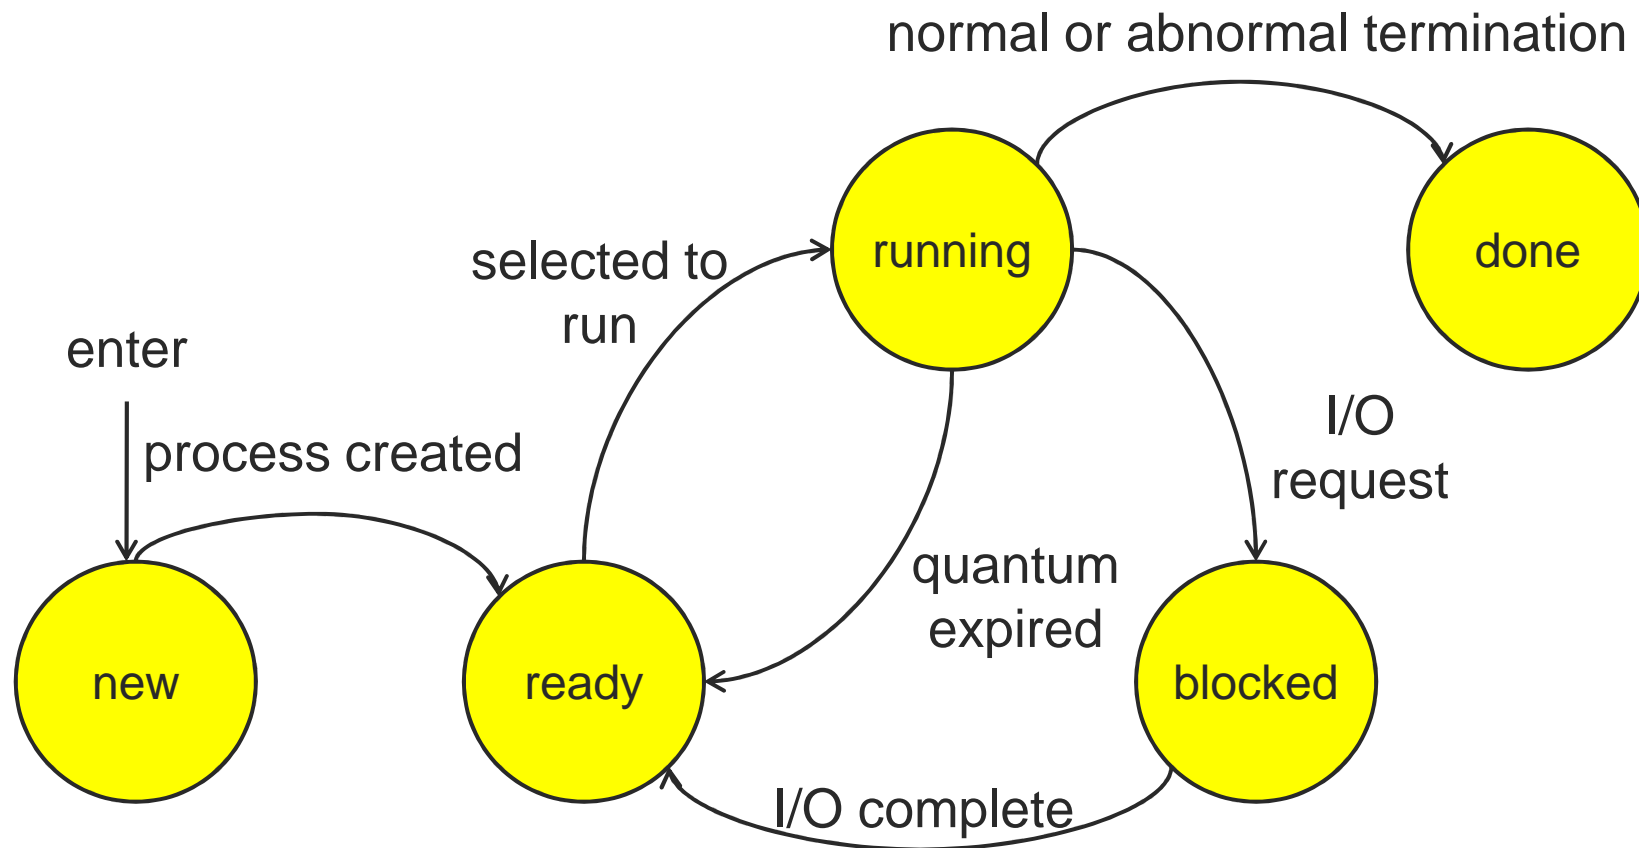 normal or abnormal termination
running
done
selected to
run
enter
process created
I/O
request
quantum
expired
new
ready
blocked
I/O complete